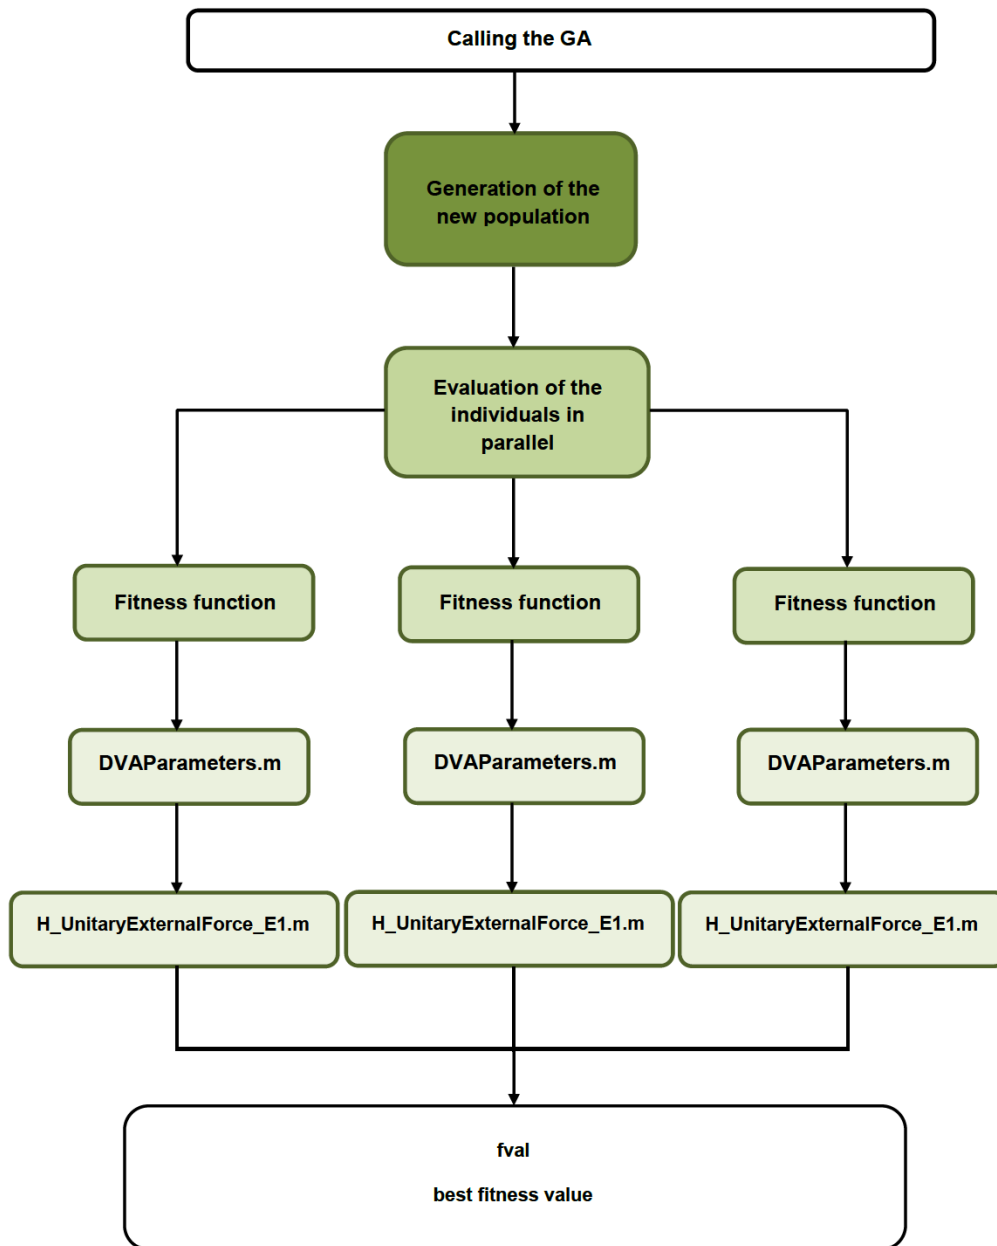 Calling the GA
Generation of the
new population
Evaluation of the
individuals in
parallel
Fitness function
Fitness function
Fitness function
DVAParameters.m
DVAParameters.m
DVAParameters.m
H_UnitaryExternalForce_E1.m
H_UnitaryExternalForce_E1.m
H_UnitaryExternalForce_E1.m
fval
best fitness value